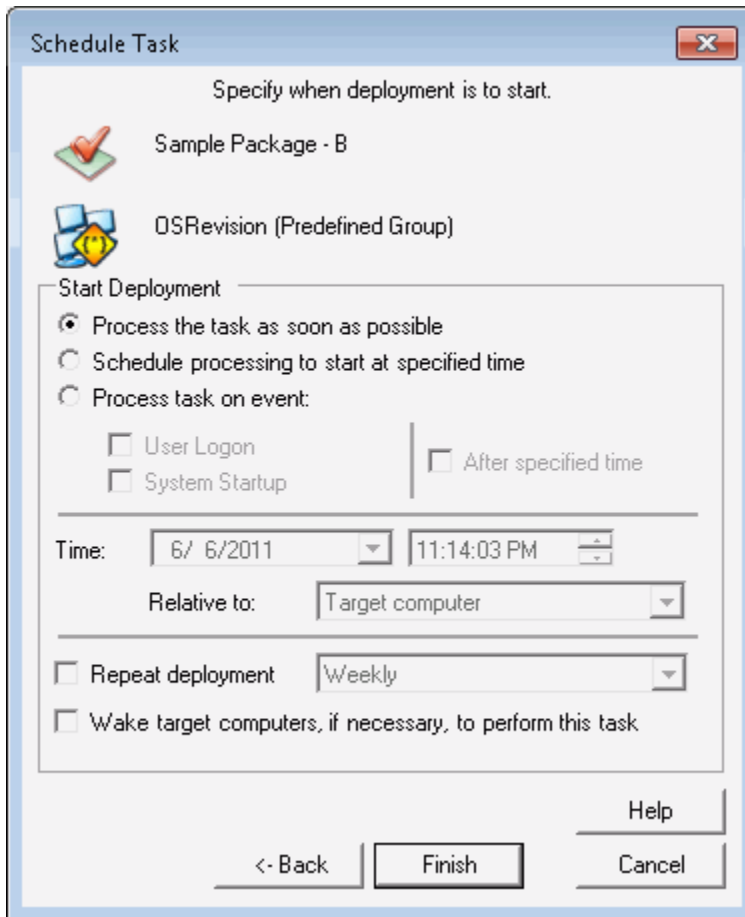 Schedule Task
Specify when deployment is to start.
Sample Package - B
OSRevision (Predefined Group)
Start Deployment
Process the task as soon as possible
Schedule processing to start at specified time
Process task on event:
User Logon
After specified time
System Startup
Time: 6/ 6/2011 11:14:03 PM
Relative to: Target computer
Repeat deployment Weekly
Wake target computers, if necessary, to perform this task
Help
<- Back Finish Cancel